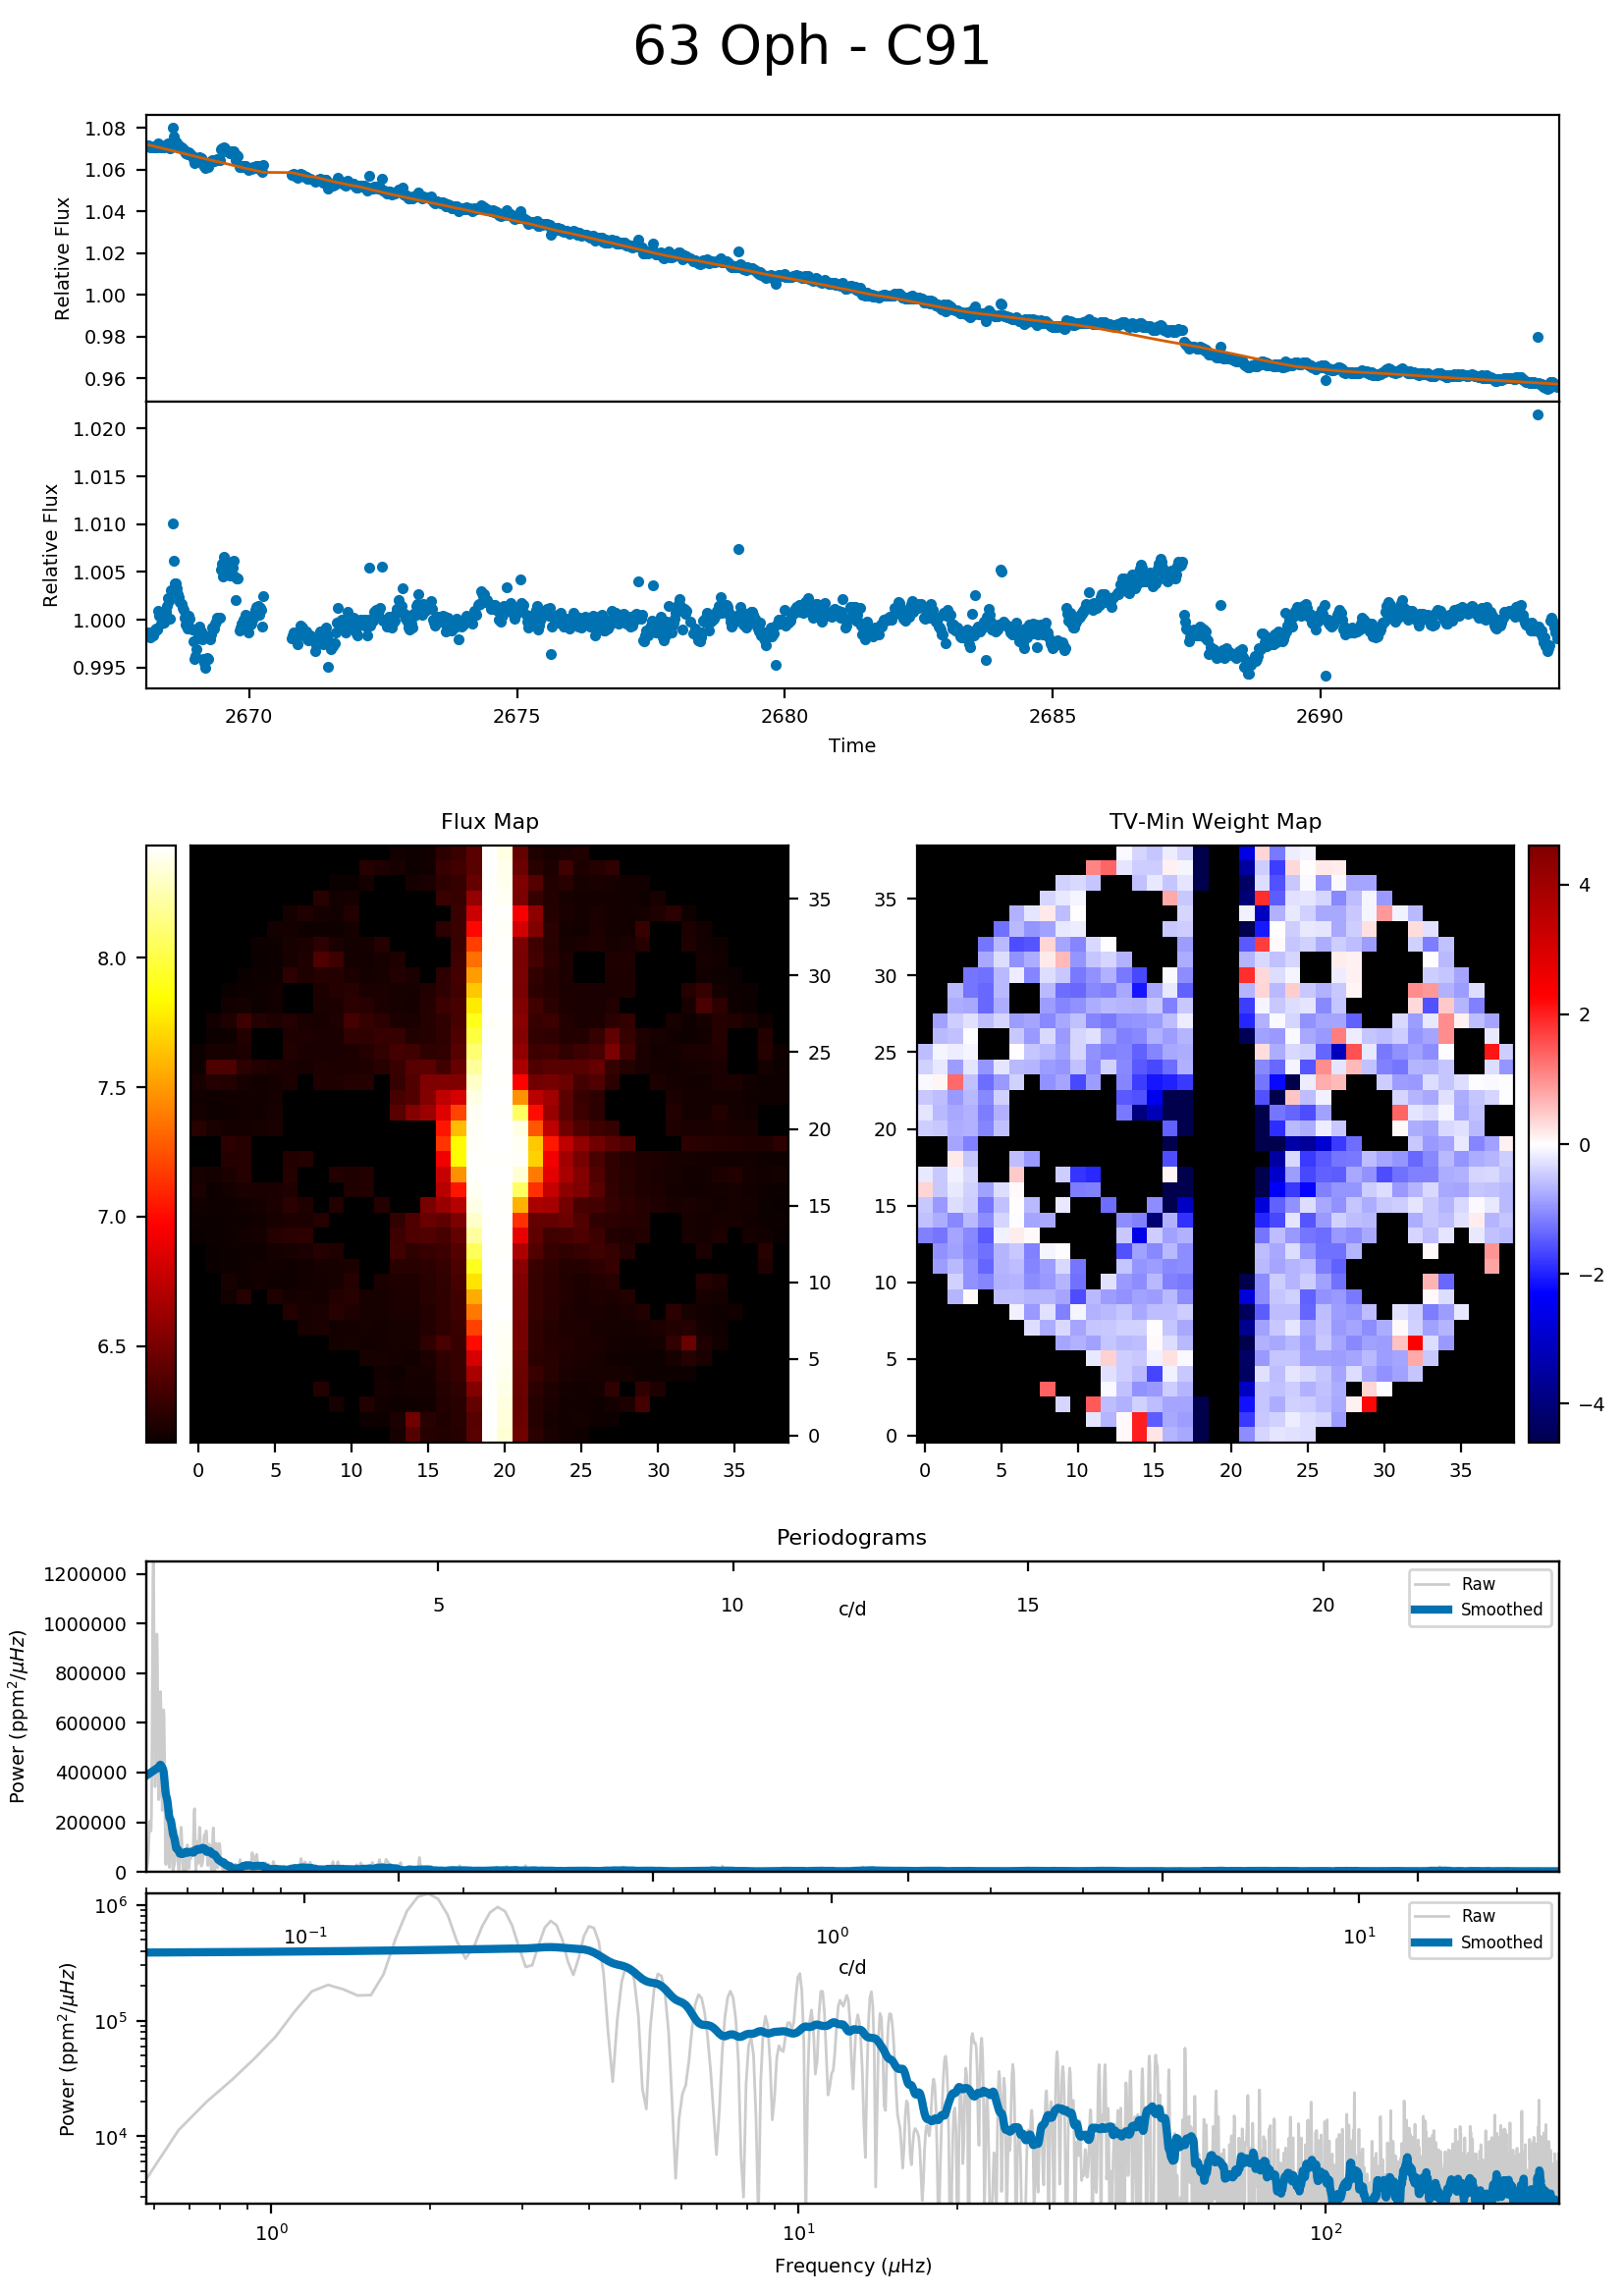 63 Oph - C91
1.08
1.06
1.04
1.02
1.00
0.98
0.96
Relative Flux
1.020
1.015
1.010
1.005
1.000
0.995
Relative Flux
2670 2675 2680 2685 2690
Time
Flux Map
8.0
7.5
7.0
6.5
35
30
25
20
15
10
5
0
0 5 10 15 20 25 30 35
TV-Min Weight Map
35
30
25
20
15
10
5
0
0 5 10 15 20 25 30 35
4
2
0
−2
−4
Periodograms
1200000
1000000
800000
600000
400000
200000
0
Power (ppm²/μHz)
5 10 15 20
c/d
Raw
Smoothed
10⁶
10⁵
10⁴
Power (ppm²/μHz)
10⁻¹ 10⁰ 10¹
c/d
Raw
Smoothed
10⁰ 10¹ 10²
Frequency (μHz)